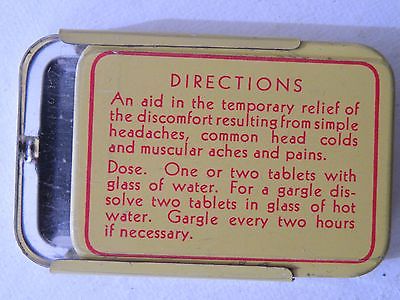 DIRECTIONS
An aid in the temporary relief of
the discomfort resulting from simple
headaches, common head colds
and muscular aches and pains.
Dose. One or two tablets with
glass of water. For a gargle dis-
solve two tablets in glass of hot
water. Gargle every two hours
if necessary.